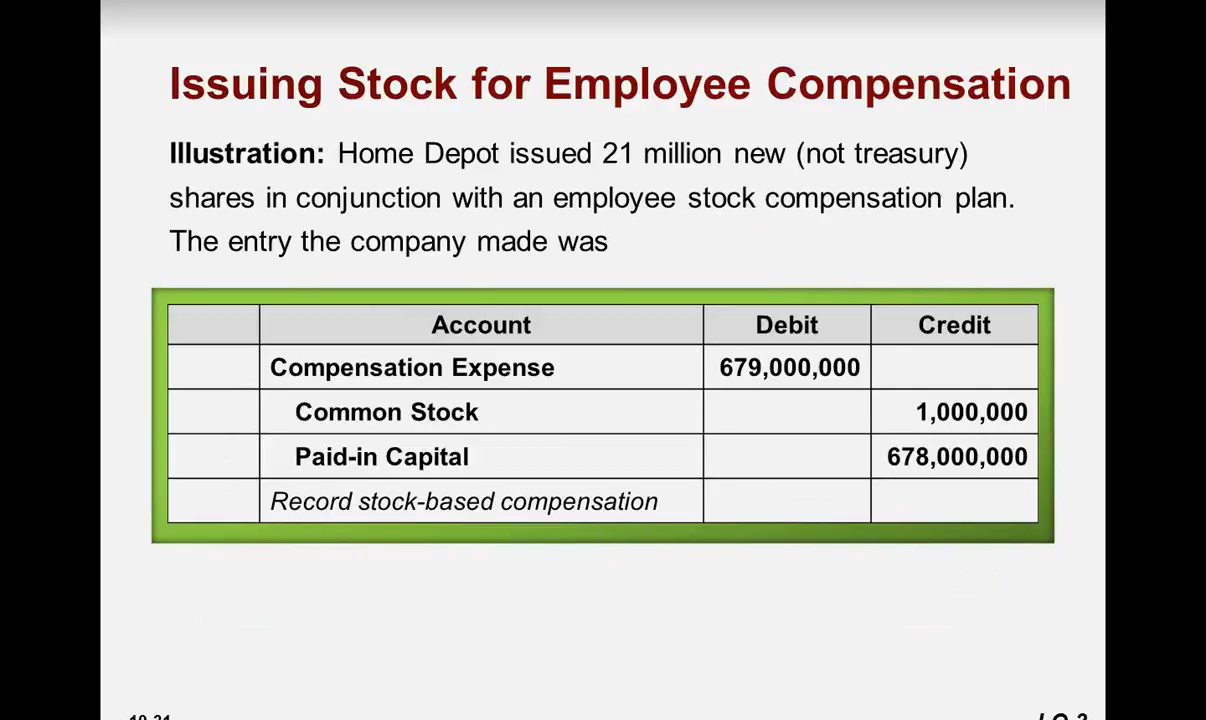 Issuing Stock for Employee Compensation
Illustration: Home Depot issued 21 million new (not treasury)
shares in conjunction with an employee stock compensation plan.
The entry the company made was
Account Debit Credit
Compensation Expense 679,000,000
Common Stock 1,000,000
Paid-in Capital 678,000,000
Record stock-based compensation